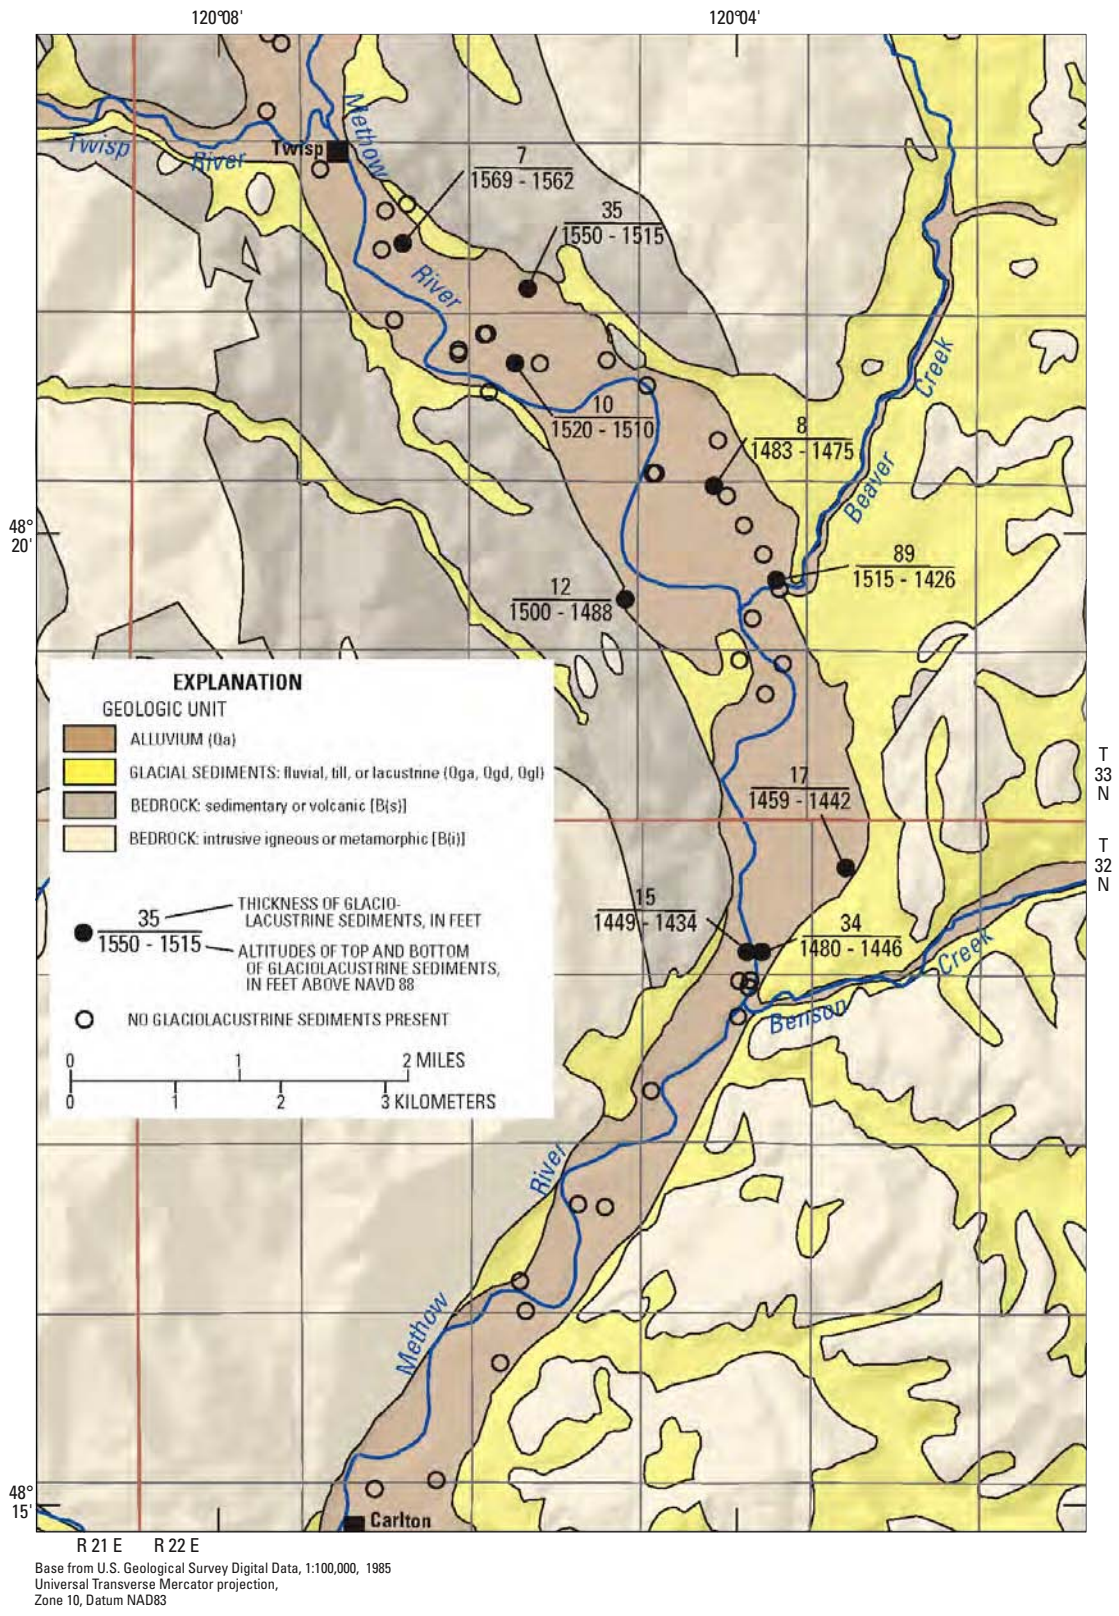 120°08'
120°04'
Methow
Twisp
River
Twisp
7
1569 - 1562
35
1550 - 1515
River
Creek
10
1520 - 1510
8
1483 - 1475
Beaver
48°
20'
89
1515 - 1426
12
1500 - 1488
EXPLANATION
GEOLOGIC UNIT
ALLUVIUM (Qa)
GLACIAL SEDIMENTS: fluvial, till, or lacustrine (Qga, Qgd, Qgl)
BEDROCK: sedimentary or volcanic [B(s)]
BEDROCK: intrusive igneous or metamorphic [B(i)]
35
1550 - 1515
THICKNESS OF GLACIO-
LACUSTRINE SEDIMENTS, IN FEET
ALTITUDES OF TOP AND BOTTOM
OF GLACIOLACUSTRINE SEDIMENTS,
IN FEET ABOVE NAVD 88
NO GLACIOLACUSTRINE SEDIMENTS PRESENT
0 1 2 MILES
0 1 2 3 KILOMETERS
T
33
N
17
1459 - 1442
T
32
N
15
1449 - 1434
34
1480 - 1446
Creek
Benson
River
Methow
48°
15'
Carlton
R 21 E R 22 E
Base from U.S. Geological Survey Digital Data, 1:100,000, 1985
Universal Transverse Mercator projection,
Zone 10, Datum NAD83